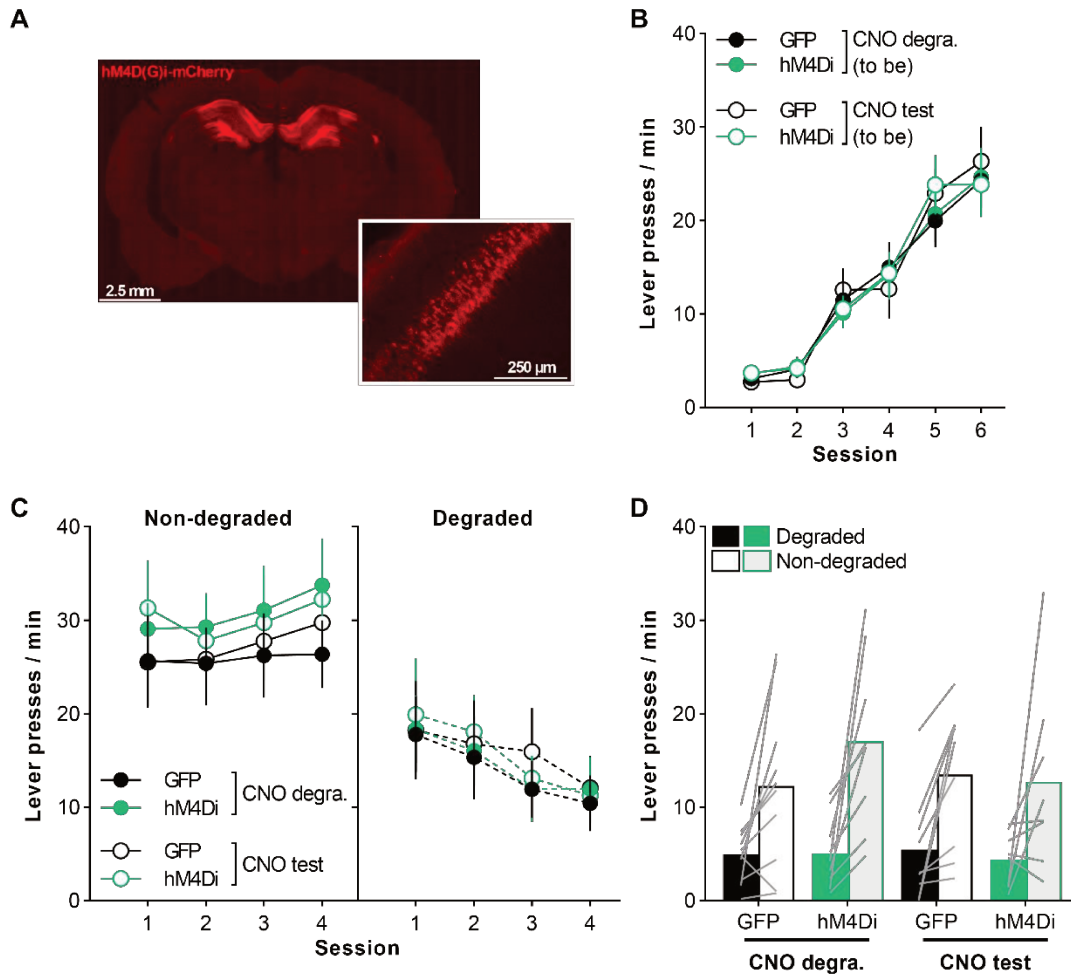 A
hM4D(G)i-mCherry
2.5 mm
250 µm
B
GFP
hM4Di
CNO degra.
(to be)
GFP
hM4Di
CNO test
(to be)
40
30
20
10
0
Lever presses / min
1 2 3 4 5 6
Session
C
Non-degraded
Degraded
40
30
20
10
0
Lever presses / min
GFP
hM4Di
CNO degra.
GFP
hM4Di
CNO test
1 2 3 4 1 2 3 4
Session
D
Degraded
Non-degraded
40
30
20
10
0
Lever presses / min
GFP hM4Di GFP hM4Di
CNO degra. CNO test